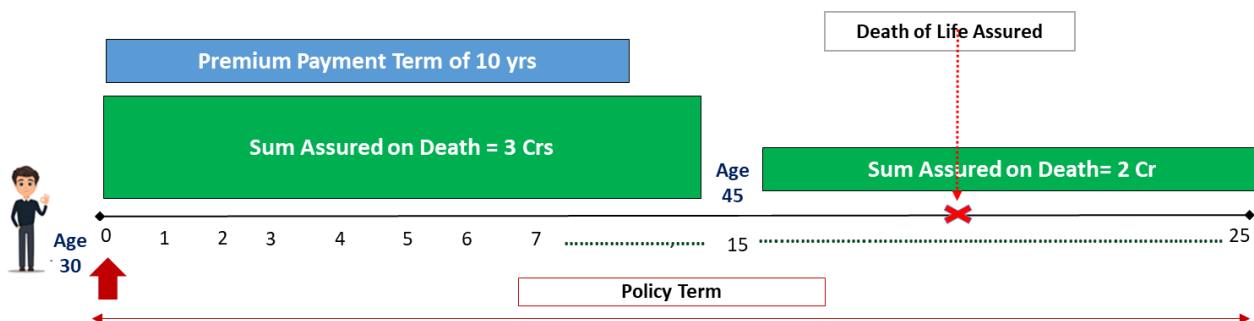 Death of Life Assured
Premium Payment Term of 10 yrs
Sum Assured on Death = 3 Crs
Sum Assured on Death= 2 Cr
Age
45
Age
30
0 1 2 3 4 5 6 7 ........................,...... 15 ........................................................................ 25
Policy Term